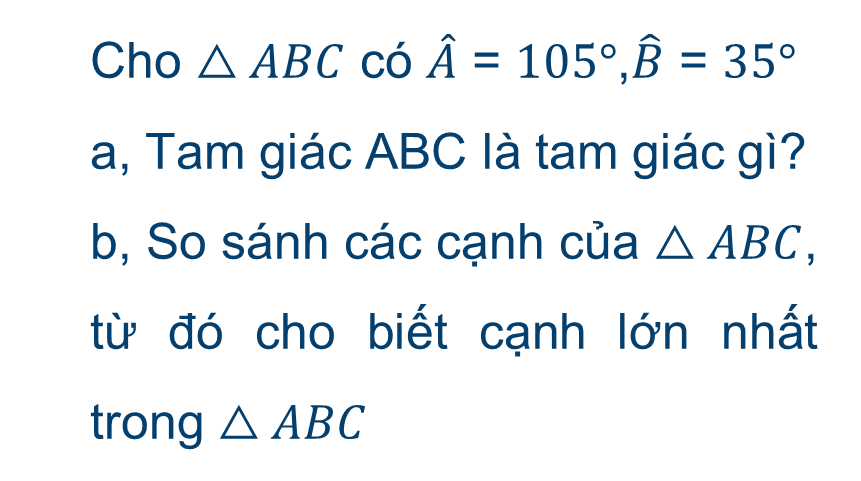 Cho △ 𝐴𝐵𝐶 có 𝐴̂ = 105°,𝐵̂ = 35°
a, Tam giác ABC là tam giác gì?
b, So sánh các cạnh của △ 𝐴𝐵𝐶,
từ đó cho biết cạnh lớn nhất
trong △ 𝐴𝐵𝐶